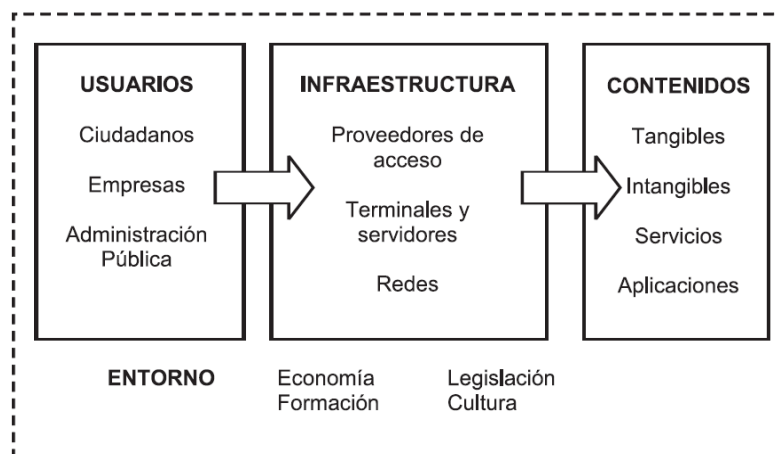 USUARIOS
Ciudadanos
Empresas
Administración
Pública
INFRAESTRUCTURA
Proveedores de
acceso
Terminales y
servidores
Redes
CONTENIDOS
Tangibles
Intangibles
Servicios
Aplicaciones
ENTORNO
Economía
Formación
Legislación
Cultura